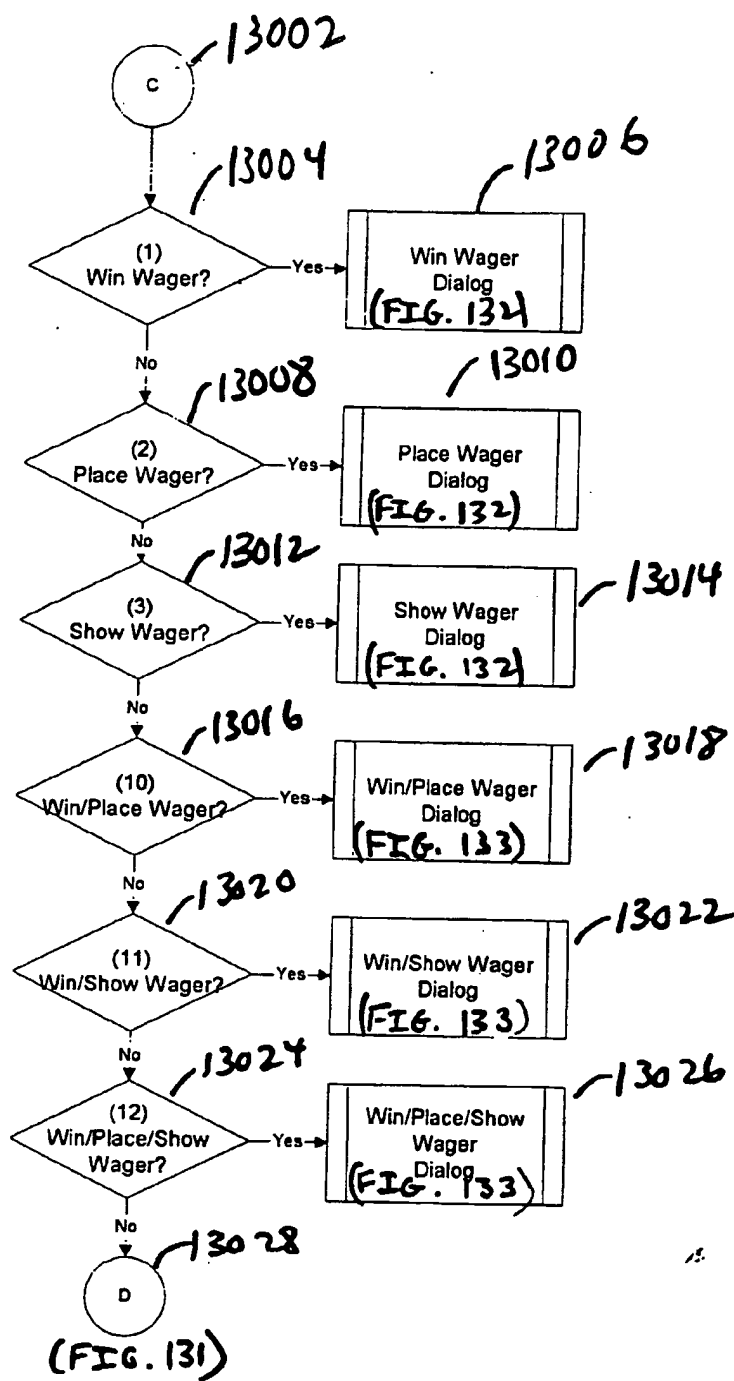 13002
C
13004
13006
(1)
Win Wager?
Yes
Win Wager
Dialog
(FIG. 132)
No
13008
13010
(2)
Place Wager?
Yes
Place Wager
Dialog
(FIG. 132)
No
13012
13014
(3)
Show Wager?
Yes
Show Wager
Dialog
(FIG. 132)
No
13016
13018
(10)
Win/Place Wager?
Yes
Win/Place Wager
Dialog
(FIG. 133)
No
13020
13022
(11)
Win/Show Wager?
Yes
Win/Show Wager
Dialog
(FIG. 133)
No
13024
13026
(12)
Win/Place/Show
Wager?
Yes
Win/Place/Show
Wager
Dialog
(FIG. 133)
No
13028
D
(FIG. 131)